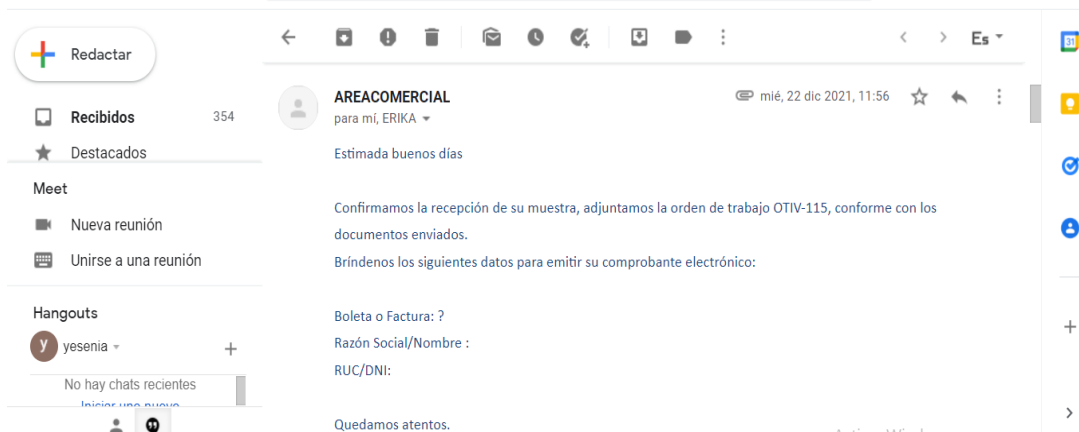 Redactar
Es
Recibidos 354
Destacados
Meet
Nueva reunión
Unirse a una reunión
Hangouts
y yesenia
No hay chats recientes
AREACOMERCIAL
mié, 22 dic 2021, 11:56
para mí, ERIKA
Estimada buenos días
Confirmamos la recepción de su muestra, adjuntamos la orden de trabajo OTIV-115, conforme con los
documentos enviados.
Bríndenos los siguientes datos para emitir su comprobante electrónico:
Boleta o Factura: ?
Razón Social/Nombre :
RUC/DNI:
Quedamos atentos.
31